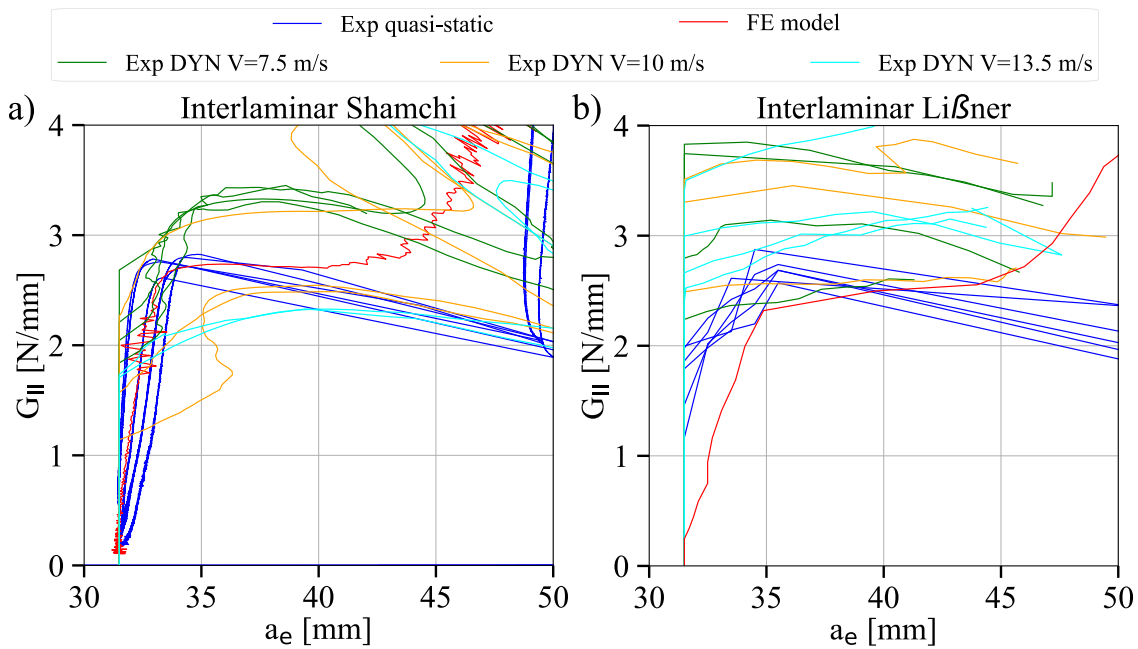 Exp quasi-static FE model
Exp DYN V=7.5 m/s Exp DYN V=10 m/s Exp DYN V=13.5 m/s
a) Interlaminar Shamchi
b) Interlaminar Lißner
4
3
2
1
0
G_II [N/mm]
30 35 40 45 50
a_e [mm]
4
3
2
1
0
G_II [N/mm]
30 35 40 45 50
a_e [mm]